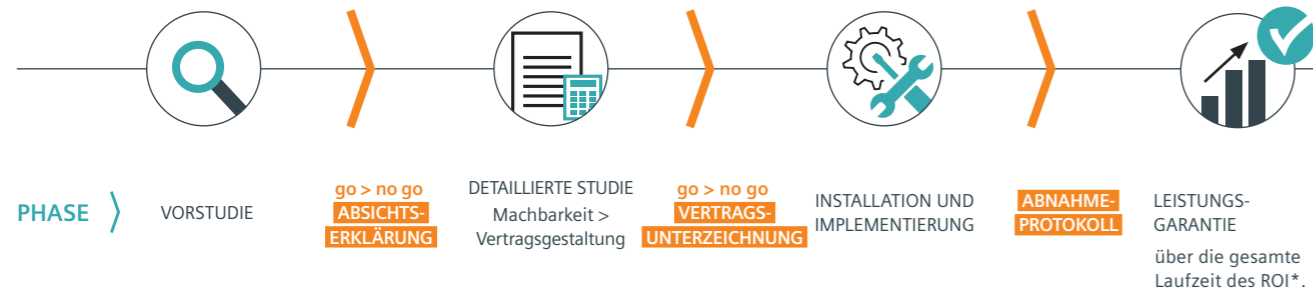 PHASE
VORSTUDIE
go > no go
ABSICHTS-
ERKLÄRUNG
DETAILLIERTE STUDIE
Machbarkeit >
Vertragsgestaltung
go > no go
VERTRAGS-
UNTERZEICHNUNG
INSTALLATION UND
IMPLEMENTIERUNG
ABNAHME-
PROTOKOLL
LEISTUNGS-
GARANTIE
über die gesamte
Laufzeit des ROI*.